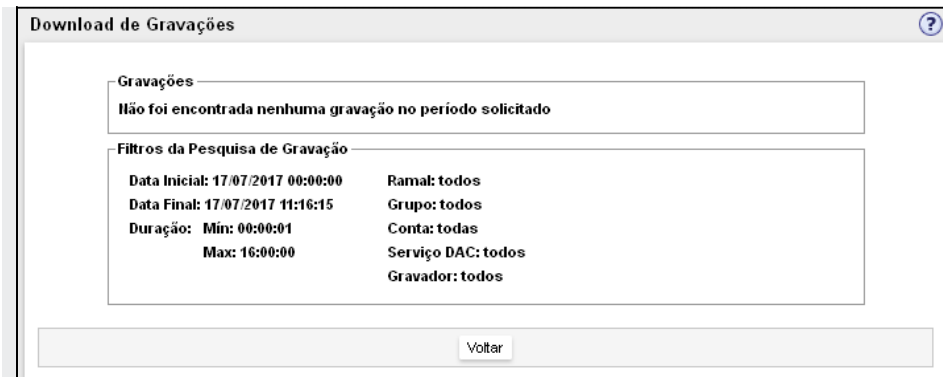 Download de Gravações
?
Gravações
Não foi encontrada nenhuma gravação no período solicitado
Filtros da Pesquisa de Gravação
Data Inicial: 17/07/2017 00:00:00
Data Final: 17/07/2017 11:16:15
Duração: Mín: 00:00:01
Max: 16:00:00
Ramal: todos
Grupo: todos
Conta: todas
Serviço DAC: todos
Gravador: todos
Voltar